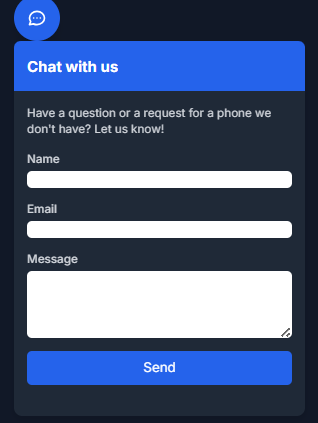 Chat with us
Have a question or a request for a phone we
don't have? Let us know!
Name
Email
Message
Send